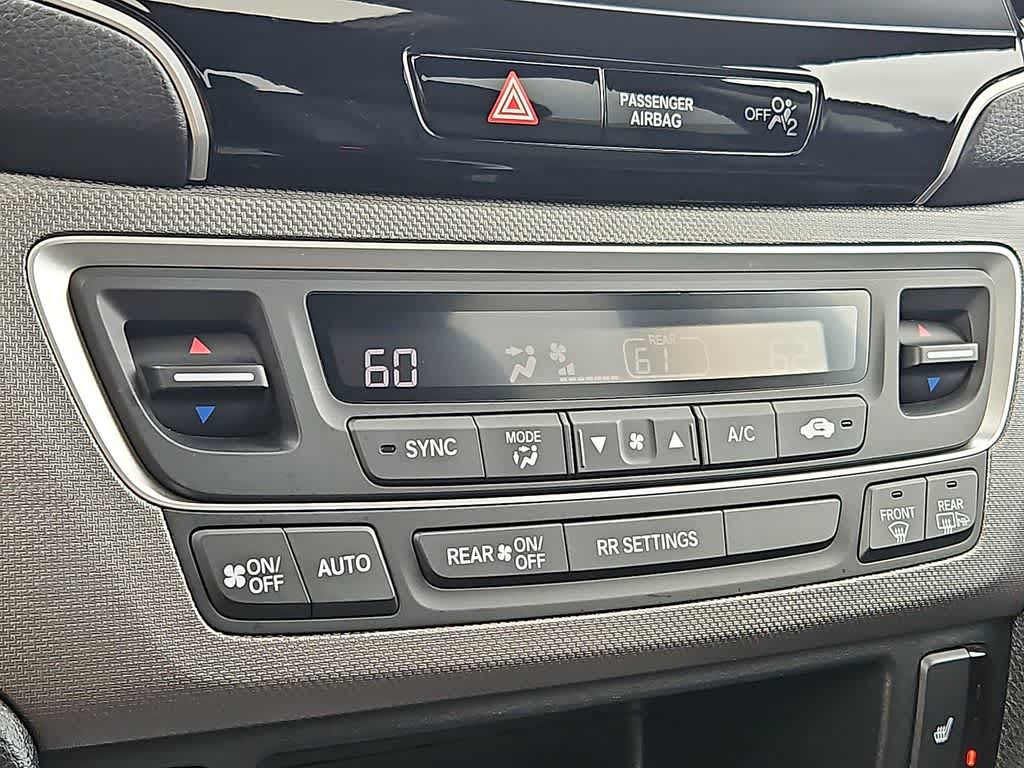 PASSENGER
AIRBAG
OFF 2
60
REAR
61
62
SYNC
MODE
A/C
ON/
OFF
AUTO
REAR ON/
OFF
RR SETTINGS
FRONT
REAR